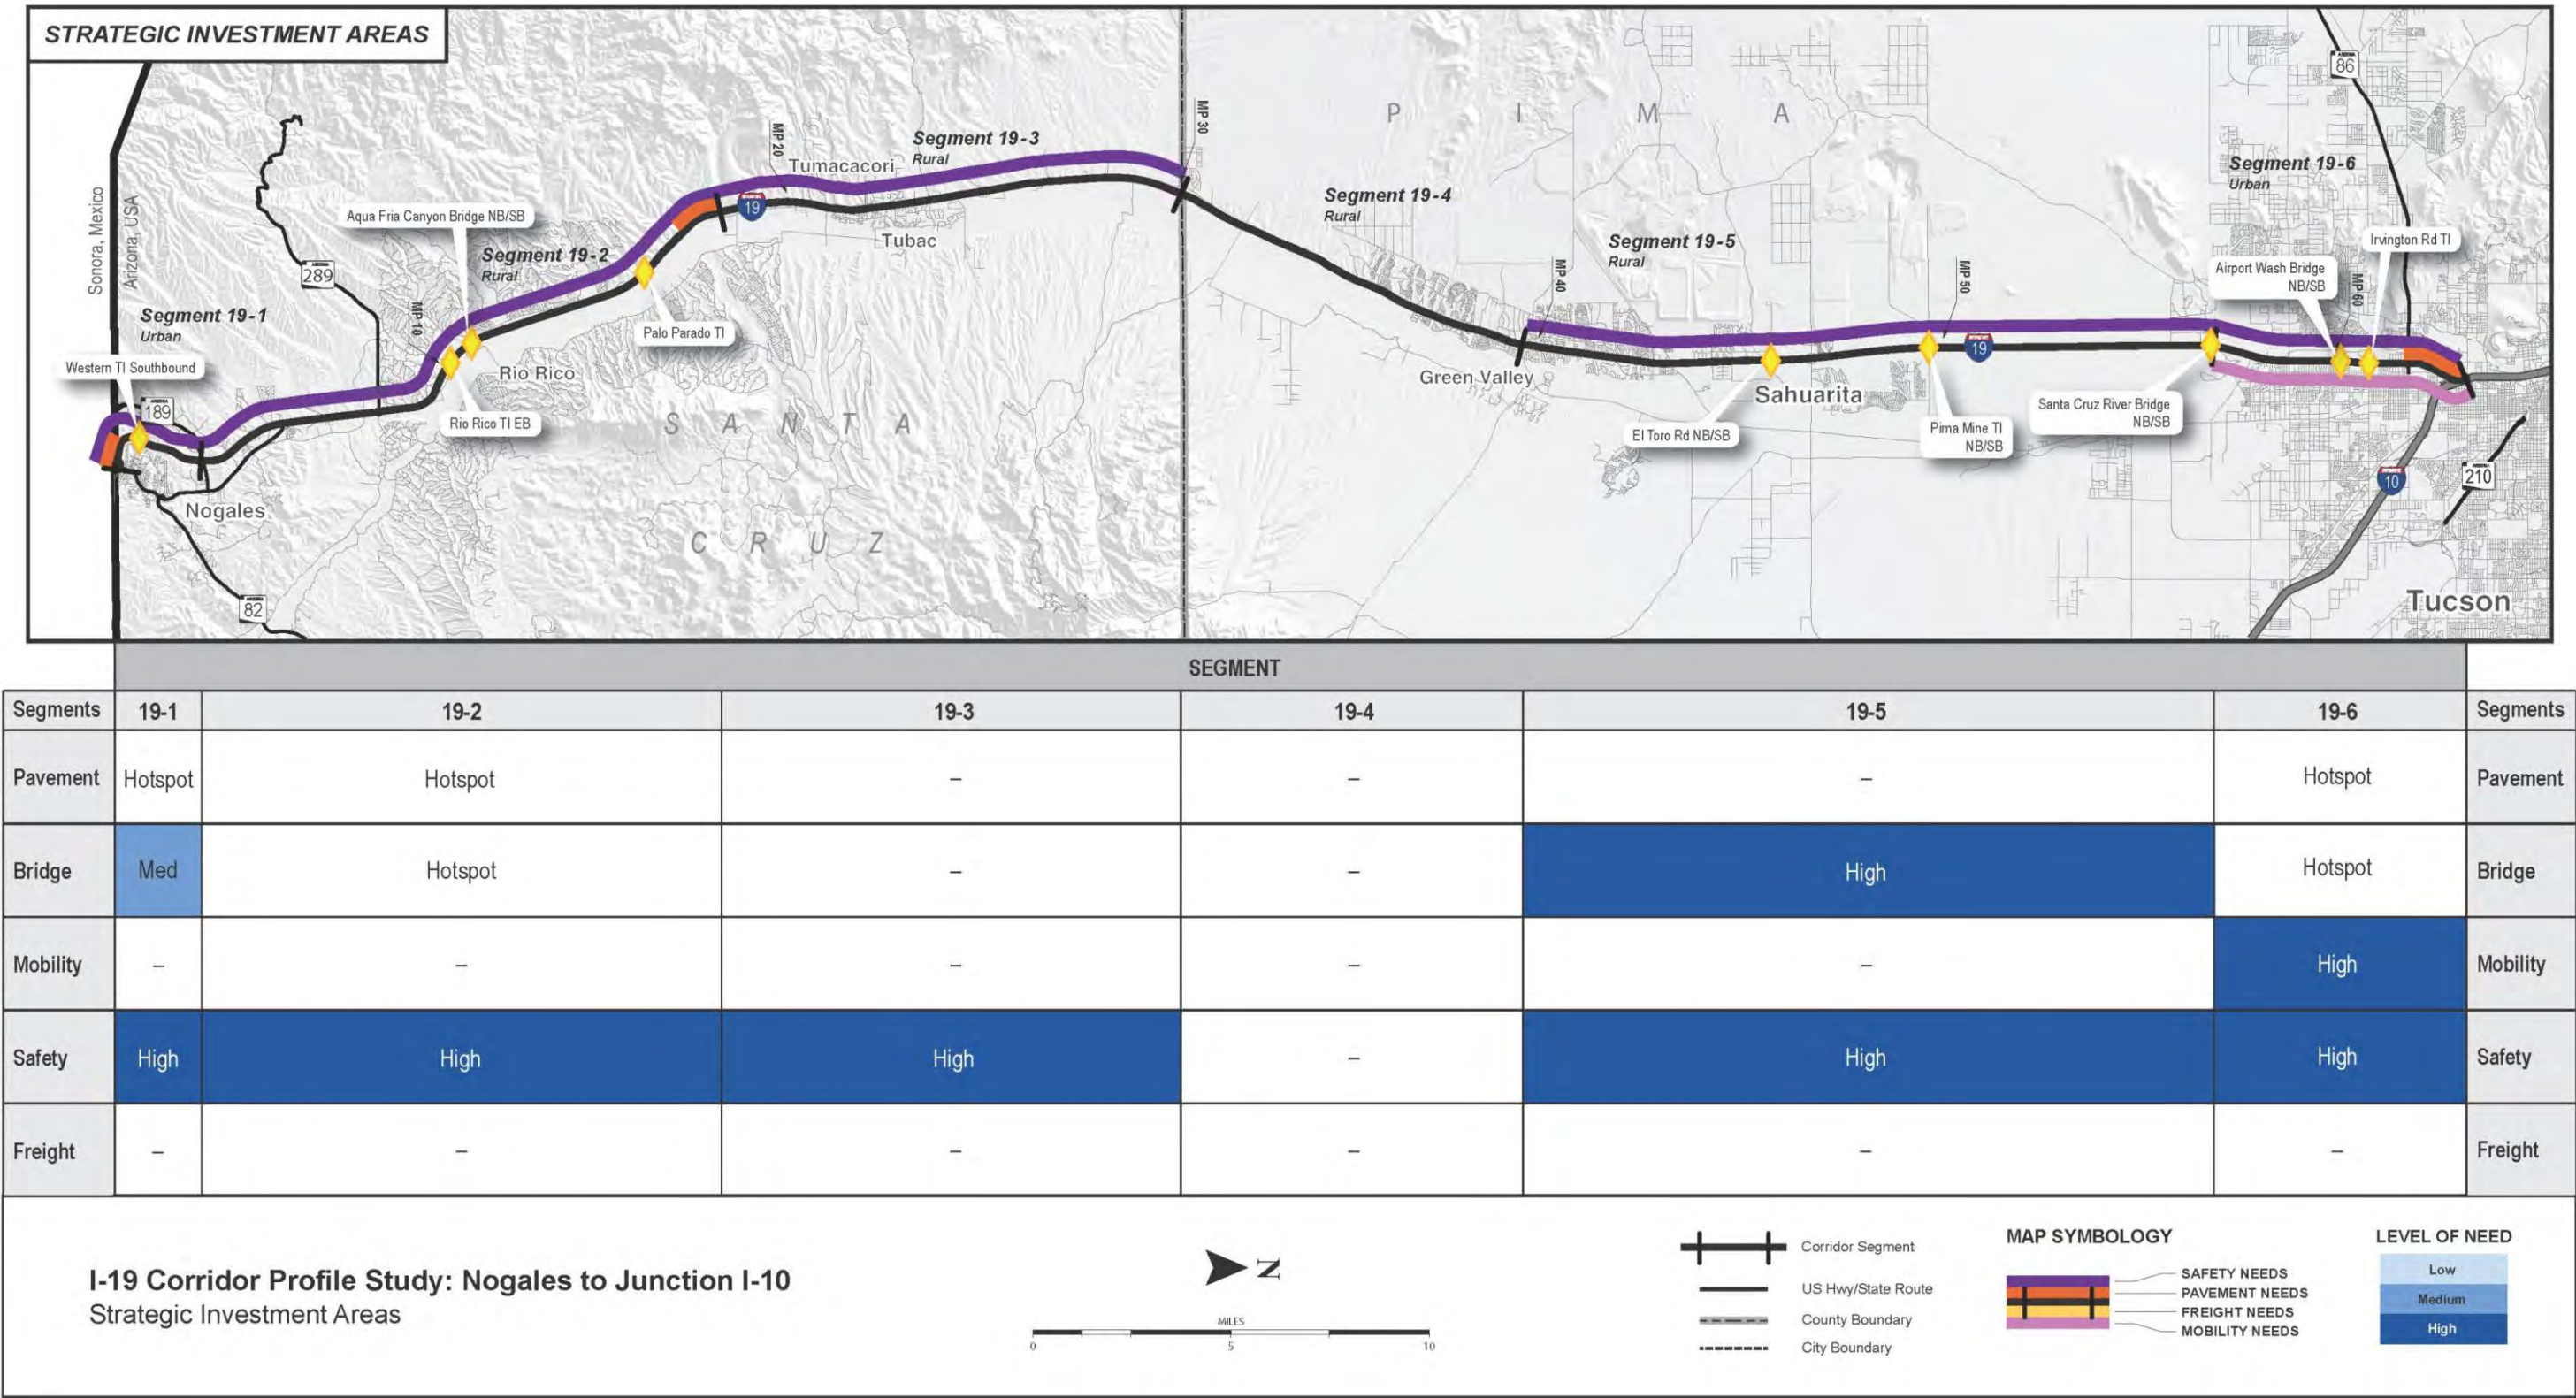 STRATEGIC INVESTMENT AREAS
Sonora, Mexico
Arizona, USA
Segment 19-1
Urban
Western TI Southbound
189
Nogales
82
289
MP 10
Aqua Fria Canyon Bridge NB/SB
Segment 19-2
Rural
Rio Rico
Rio Rico TI EB
Palo Parado TI
19
MP 20
Tumacacori
Tubac
Segment 19-3
Rural
SANTA
CRUZ
MP 30
PIMA
Segment 19-4
Rural
Green Valley
MP 40
Segment 19-5
Rural
El Toro Rd NB/SB
Sahuarita
MP 50
19
Pima Mine TI
NB/SB
Santa Cruz River Bridge
NB/SB
Segment 19-6
Urban
86
Irvington Rd TI
Airport Wash Bridge
NB/SB
MP 60
10
210
Tucson
SEGMENT
Segments 19-1 19-2 19-3 19-4 19-5 19-6 Segments
Pavement Hotspot Hotspot – – – Hotspot Pavement
Bridge Med Hotspot – – High Hotspot Bridge
Mobility – – – – – High Mobility
Safety High High High – High High Safety
Freight – – – – – – Freight
I-19 Corridor Profile Study: Nogales to Junction I-10
Strategic Investment Areas
N
MILES
0 5 10
Corridor Segment
US Hwy/State Route
County Boundary
City Boundary
MAP SYMBOLOGY
SAFETY NEEDS
PAVEMENT NEEDS
FREIGHT NEEDS
MOBILITY NEEDS
LEVEL OF NEED
Low
Medium
High